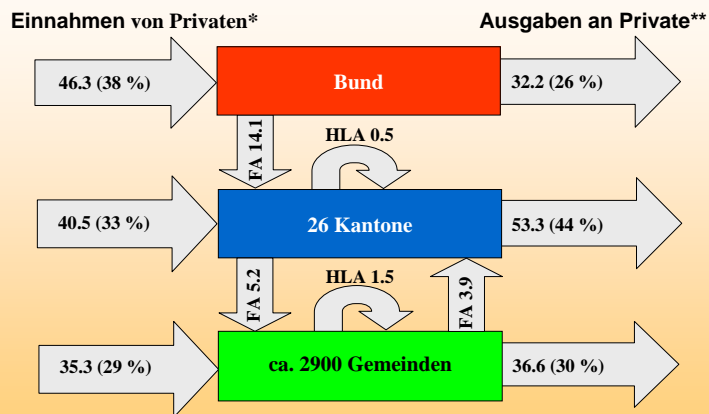 Einnahmen von Privaten*
Ausgaben an Private**
46.3 (38 %)
Bund
32.2 (26 %)
FA 14.1
HLA 0.5
40.5 (33 %)
26 Kantone
53.3 (44 %)
FA 5.2
HLA 1.5
FA 3.9
35.3 (29 %)
ca. 2900 Gemeinden
36.6 (30 %)